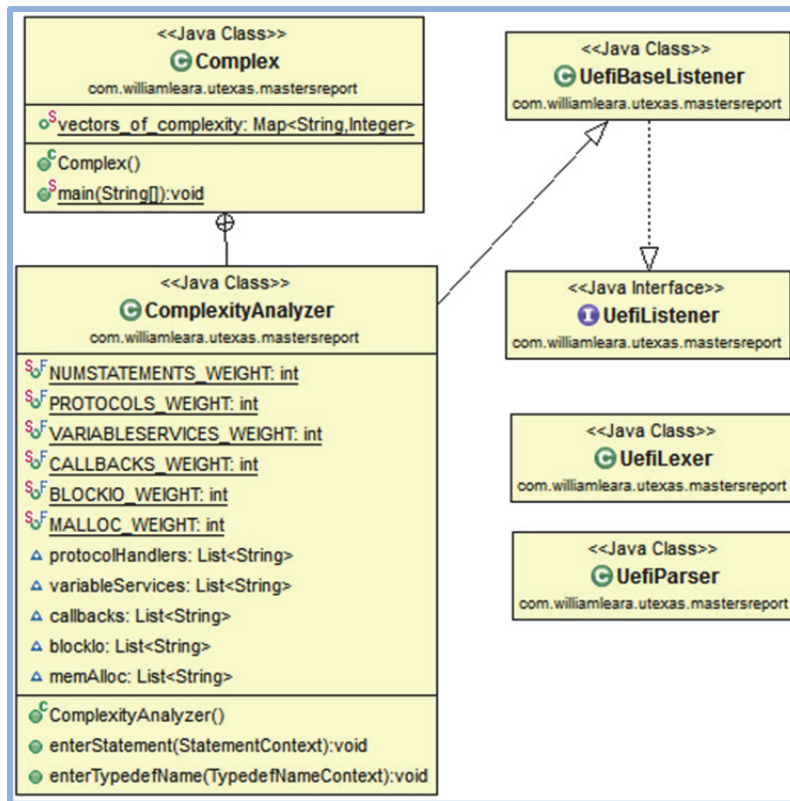 <<Java Class>>
Complex
com.williamleara.utexas.mastersreport
vectors_of_complexity: Map<String,Integer>
Complex()
main(String[]):void
<<Java Class>>
ComplexityAnalyzer
com.williamleara.utexas.mastersreport
NUMSTATEMENTS_WEIGHT: int
PROTOCOLS_WEIGHT: int
VARIABLESERVICES_WEIGHT: int
CALLBACKS_WEIGHT: int
BLOCKIO_WEIGHT: int
MALLOC_WEIGHT: int
protocolHandlers: List<String>
variableServices: List<String>
callbacks: List<String>
blockIo: List<String>
memAlloc: List<String>
ComplexityAnalyzer()
enterStatement(StatementContext):void
enterTypedefName(TypedefNameContext):void
<<Java Class>>
UefiBaseListener
com.williamleara.utexas.mastersreport
<<Java Interface>>
UefiListener
com.williamleara.utexas.mastersreport
<<Java Class>>
UefiLexer
com.williamleara.utexas.mastersreport
<<Java Class>>
UefiParser
com.williamleara.utexas.mastersreport